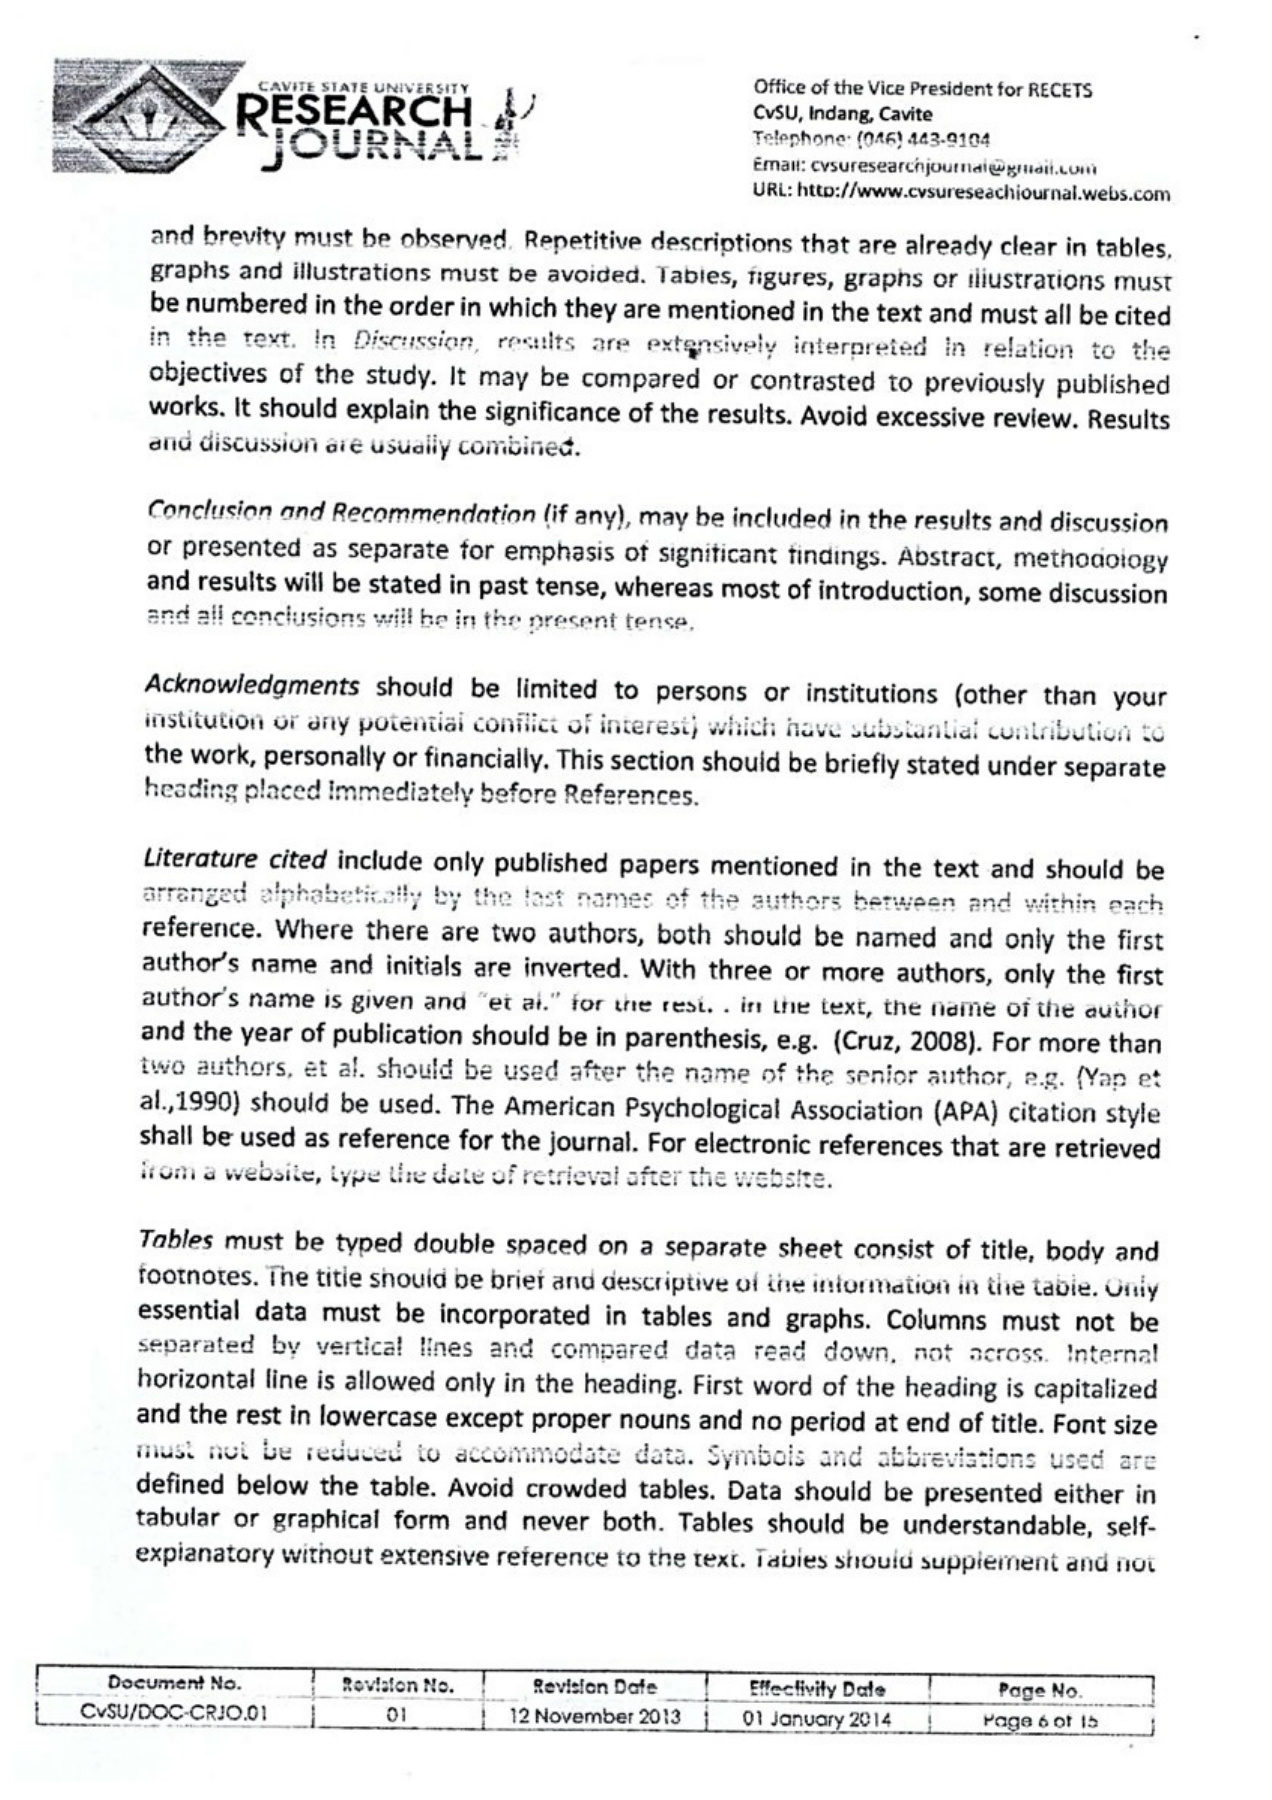 CAVITE STATE UNIVERSITY
RESEARCH
JOURNAL
Office of the Vice President for RECETS
CvSU, Indang, Cavite
Telephone: (046) 443-9104
Email: cvsuresearchjournal@gmail.com
URL: http://www.cvsureseachjournal.webs.com
and brevity must be observed. Repetitive descriptions that are already clear in tables,
graphs and illustrations must be avoided. Tables, figures, graphs or illustrations must
be numbered in the order in which they are mentioned in the text and must all be cited
in the text. In Discussion, results are extensively interpreted in relation to the
objectives of the study. It may be compared or contrasted to previously published
works. It should explain the significance of the results. Avoid excessive review. Results
and discussion are usually combined.
Conclusion and Recommendation (if any), may be included in the results and discussion
or presented as separate for emphasis of significant findings. Abstract, methodology
and results will be stated in past tense, whereas most of introduction, some discussion
and all conclusions will be in the present tense.
Acknowledgments should be limited to persons or institutions (other than your
institution or any potential conflict of interest) which have substantial contribution to
the work, personally or financially. This section should be briefly stated under separate
heading placed immediately before References.
Literature cited include only published papers mentioned in the text and should be
arranged alphabetically by the last names of the authors between and within each
reference. Where there are two authors, both should be named and only the first
author's name and initials are inverted. With three or more authors, only the first
author's name is given and "et al." for the rest. . In the text, the name of the author
and the year of publication should be in parenthesis, e.g. (Cruz, 2008). For more than
two authors, et al. should be used after the name of the senior author, e.g. (Yap et
al.,1990) should be used. The American Psychological Association (APA) citation style
shall be used as reference for the journal. For electronic references that are retrieved
from a website, type the date of retrieval after the website.
Tables must be typed double spaced on a separate sheet consist of title, body and
footnotes. The title should be brief and descriptive of the information in the table. Only
essential data must be incorporated in tables and graphs. Columns must not be
separated by vertical lines and compared data read down, not across. Internal
horizontal line is allowed only in the heading. First word of the heading is capitalized
and the rest in lowercase except proper nouns and no period at end of title. Font size
must not be reduced to accommodate data. Symbols and abbreviations used are
defined below the table. Avoid crowded tables. Data should be presented either in
tabular or graphical form and never both. Tables should be understandable, self-
explanatory without extensive reference to the text. Tables should supplement and not
Document No. Revision No. Revision Date Effectivity Date Page No.
CvSU/DOC-CRJO.01 01 12 November 2013 01 January 2014 Page 6 of 15